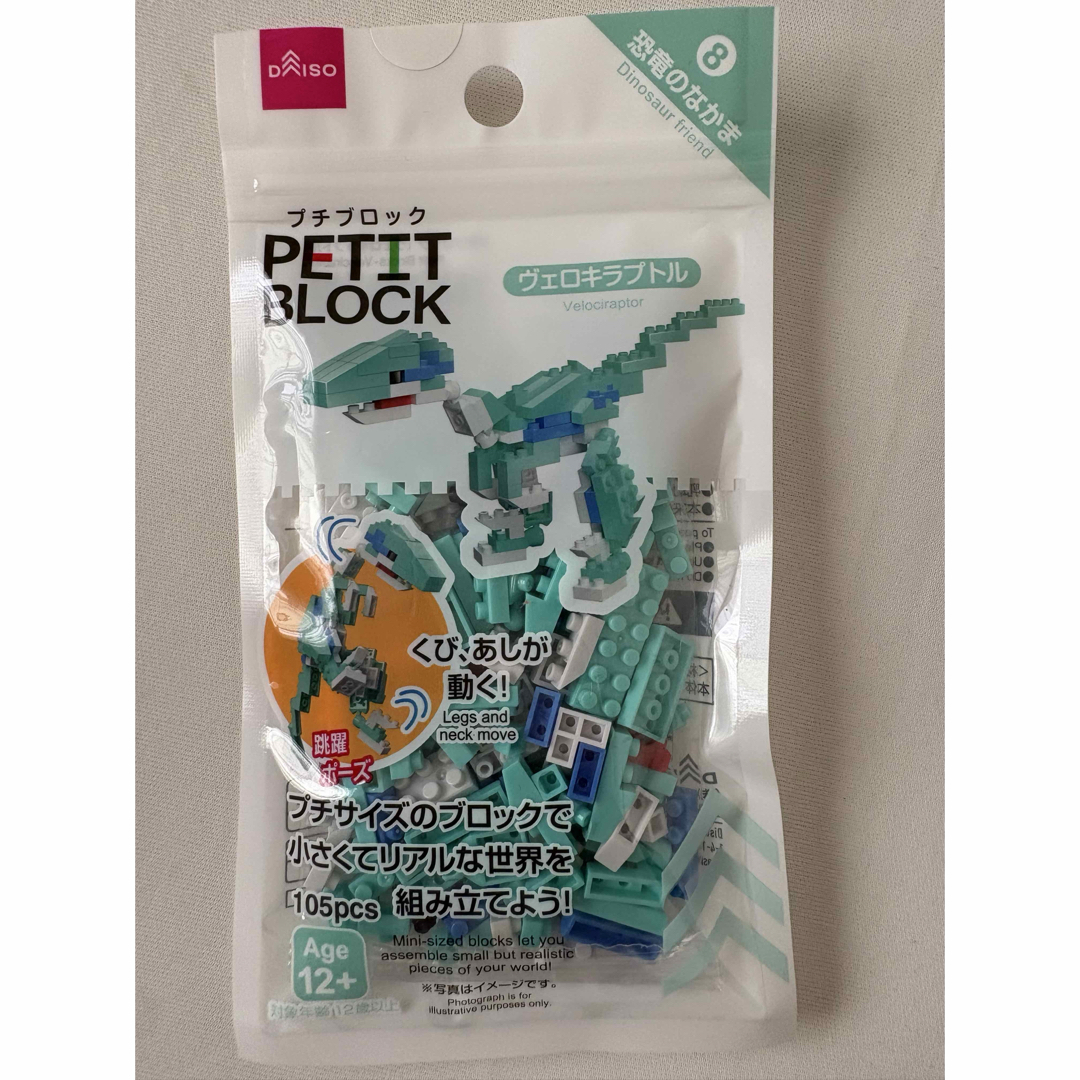 DAISO
8
恐竜のなかま
Dinosaur friend
プチブロック
PETIT
BLOCK
ヴェロキラプトル
Velociraptor
くび、あしが
動く!
Legs and
neck move
跳躍
ポーズ
プチサイズのブロックで
小さくてリアルな世界を
105pcs 組み立てよう!
Age
12+
対象年齢12歳以上
Mini-sized blocks let you
assemble small but realistic
pieces of your world!
※写真はイメージです。
Photograph is for
illustrative purposes only.